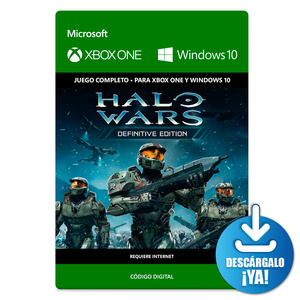 Microsoft
XBOX ONE
Windows 10
JUEGO COMPLETO • PARA XBOX ONE Y WINDOWS 10
HALO
WARS
DEFINITIVE EDITION
REQUIERE INTERNET
CÓDIGO DIGITAL
DESCÁRGALO
¡YA!